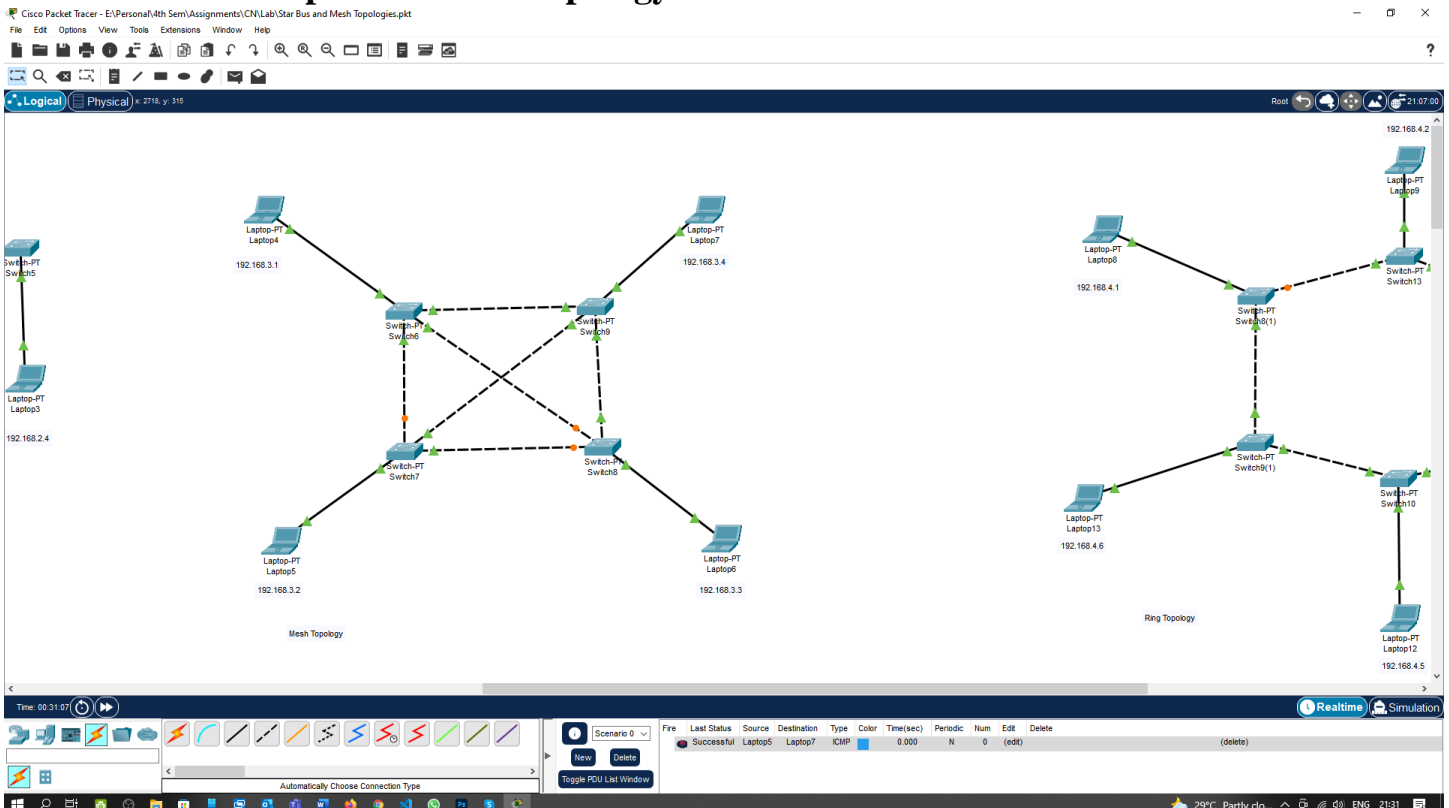 Cisco Packet Tracer - E:\Personal\4th Sem\Assignments\CN\Lab\Star Bus and Mesh Topologies.pkt
File Edit Options View Tools Extensions Window Help
?
Logical Physical x: 2718, y: 315 Root 21:07:00
192.168.4.2
Laptop-PT
Laptop9
Laptop-PT
Laptop4
192.168.3.1
Laptop-PT
Laptop7
192.168.3.4
Laptop-PT
Laptop8
192.168.4.1
Switch-PT
Switch5
Switch-PT
Switch13
Switch-PT
Switch6
Switch-PT
Switch9
Switch-PT
Switch8(1)
Laptop-PT
Laptop3
192.168.2.4
Switch-PT
Switch7
Switch-PT
Switch8
Switch-PT
Switch9(1)
Switch-PT
Switch10
Laptop-PT
Laptop13
192.168.4.6
Laptop-PT
Laptop5
192.168.3.2
Laptop-PT
Laptop6
192.168.3.3
Mesh Topology
Ring Topology
Laptop-PT
Laptop12
192.168.4.5
Time: 00:31:07 Realtime Simulation
Scenario 0
New Delete
Toggle PDU List Window
Fire Last Status Source Destination Type Color Time(sec) Periodic Num Edit Delete
Successful Laptop5 Laptop7 ICMP 0.000 N 0 (edit) (delete)
Automatically Choose Connection Type
29°C Partly clo... ENG 21:31